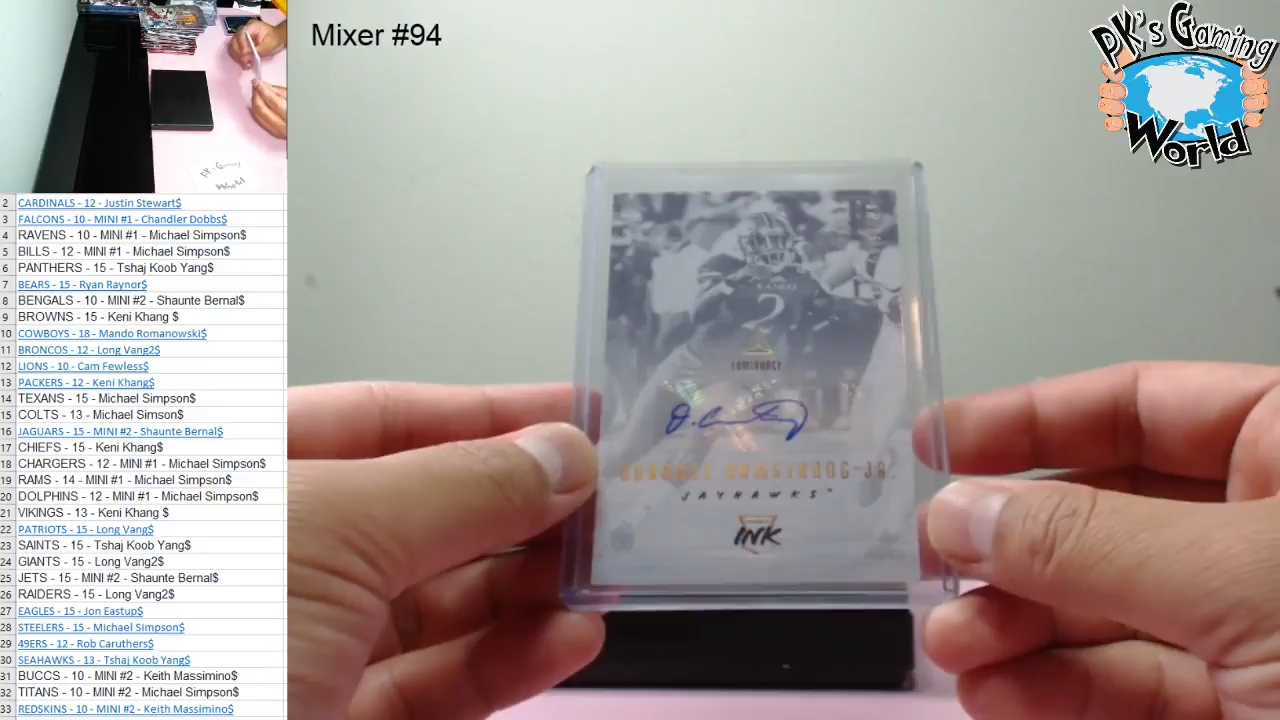 Mixer #94
PK's Gaming
World
PK's Gaming
World
2 CARDINALS - 12 - Justin Stewart$
3 FALCONS - 10 - MINI #1 - Chandler Dobbs$
4 RAVENS - 10 - MINI #1 - Michael Simpson$
5 BILLS - 12 - MINI #1 - Michael Simpson$
6 PANTHERS - 15 - Tshaj Koob Yang$
7 BEARS - 15 - Ryan Raynor$
8 BENGALS - 10 - MINI #2 - Shaunte Bernal$
9 BROWNS - 15 - Keni Khang $
10 COWBOYS - 18 - Mando Romanowski$
11 BRONCOS - 12 - Long Vang2$
12 LIONS - 10 - Cam Fewless$
13 PACKERS - 12 - Keni Khang$
14 TEXANS - 15 - Michael Simpson$
15 COLTS - 13 - Michael Simson$
16 JAGUARS - 15 - MINI #2 - Shaunte Bernal$
17 CHIEFS - 15 - Keni Khang$
18 CHARGERS - 12 - MINI #1 - Michael Simpson$
19 RAMS - 14 - MINI #1 - Michael Simpson$
20 DOLPHINS - 12 - MINI #1 - Michael Simpson$
21 VIKINGS - 13 - Keni Khang $
22 PATRIOTS - 15 - Long Vang$
23 SAINTS - 15 - Tshaj Koob Yang$
24 GIANTS - 15 - Long Vang2$
25 JETS - 15 - MINI #2 - Shaunte Bernal$
26 RAIDERS - 15 - Long Vang2$
27 EAGLES - 15 - Jon Eastup$
28 STEELERS - 15 - Michael Simpson$
29 49ERS - 12 - Rob Caruthers$
30 SEAHAWKS - 13 - Tshaj Koob Yang$
31 BUCCS - 10 - MINI #2 - Keith Massimino$
32 TITANS - 10 - MINI #2 - Michael Simpson$
33 REDSKINS - 10 - MINI #2 - Keith Massimino$
2
LUMINANCE
ARMSTRONG JR.
JAYHAWKS
INK